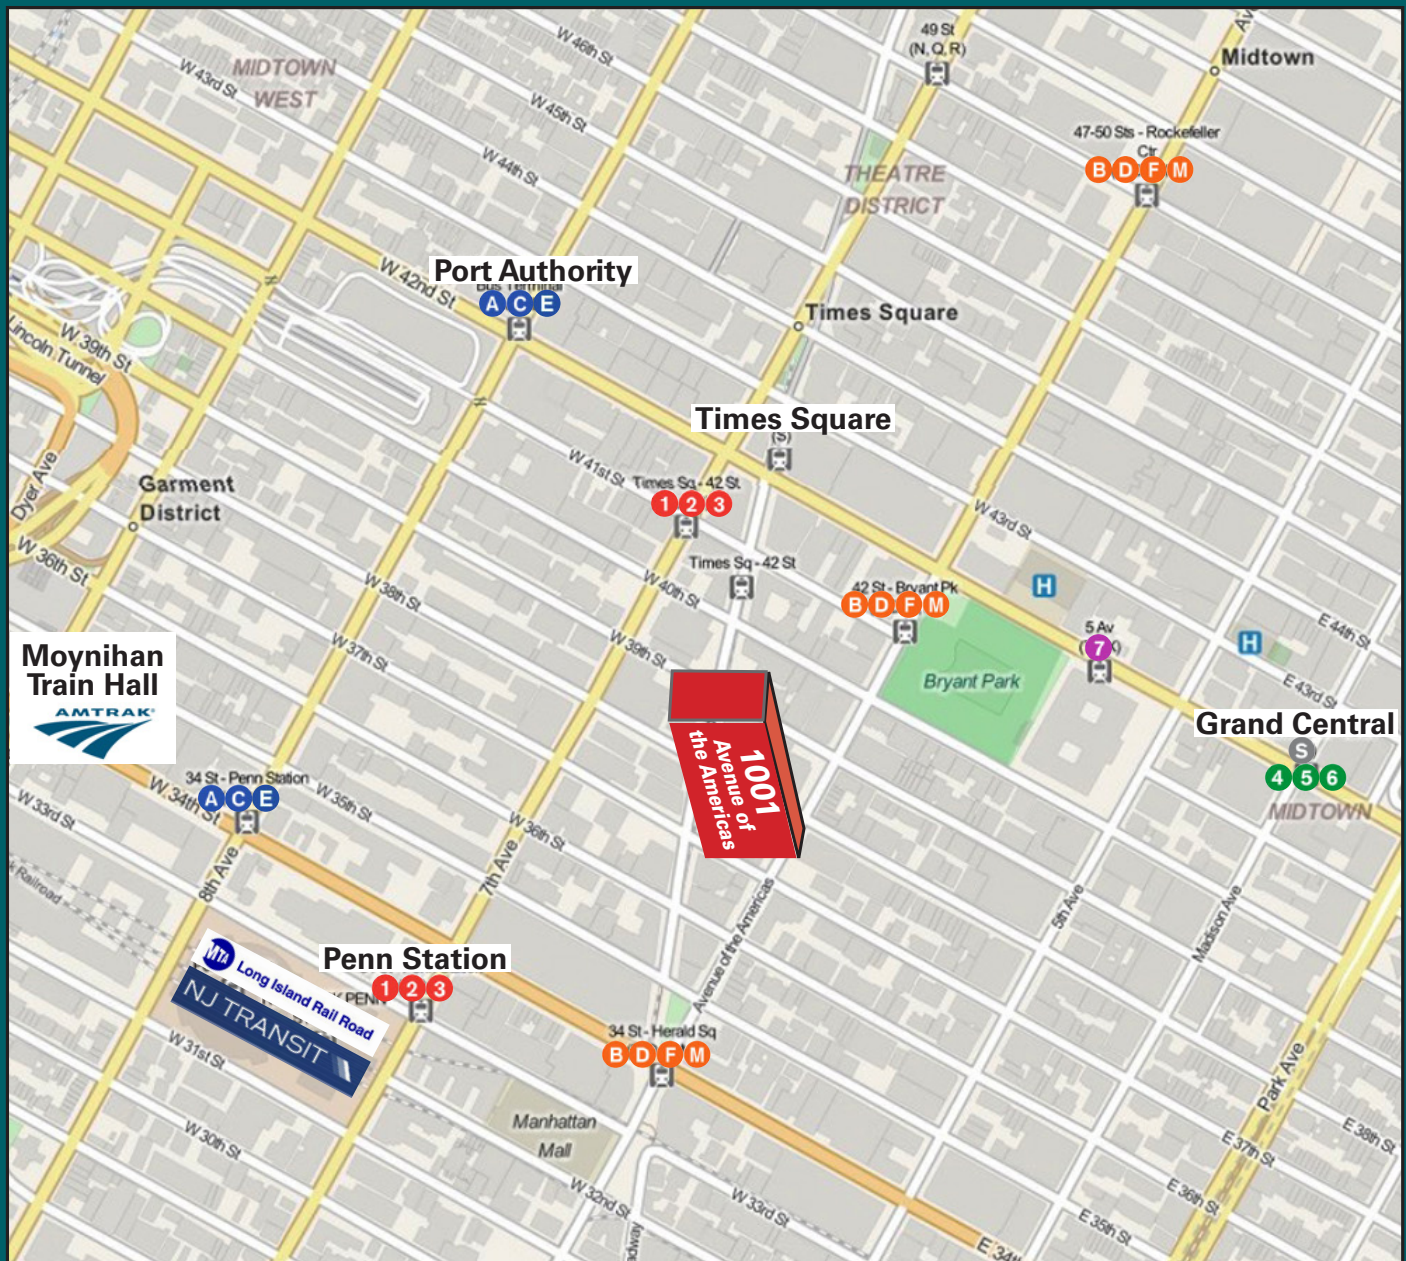 49 St
(N, Q, R)
Midtown
W 46th St
MIDTOWN
WEST
W 43rd St
W 45th St
47-50 Sts - Rockefeller
Ctr
B D F M
W 44th St
THEATRE
DISTRICT
Port Authority
Bus Terminal
A C E
W 42nd St
Times Square
W 39th St
Lincoln Tunnel
Times Square
(S)
W 41st St
Times Sq - 42 St
1 2 3
Dyer Ave
Garment
District
W 43rd St
W 36th St
Times Sq - 42 St
W 38th St
W 40th St
42 St - Bryant Pk
B D F M
H
5 Av
7
H
E 44th St
W 37th St
W 39th St
Moynihan
Train Hall
AMTRAK
Bryant Park
E 43rd St
Grand Central
S
4 5 6
MIDTOWN
1001
Avenue of
the Americas
34 St - Penn Station
A C E
W 34th St
W 33rd St
W 35th St
W 36th St
8th Ave
7th Ave
Railroad
Avenue of the Americas
5th Ave
Madison Ave
Penn Station
1 2 3
PENN
MTA Long Island Rail Road
NJ TRANSIT
W 31st St
34 St - Herald Sq
B D F M
Park Ave
Manhattan
Mall
W 30th St
W 32nd St
W 33rd St
E 38th St
E 37th St
E 36th St
E 35th St
E 34th